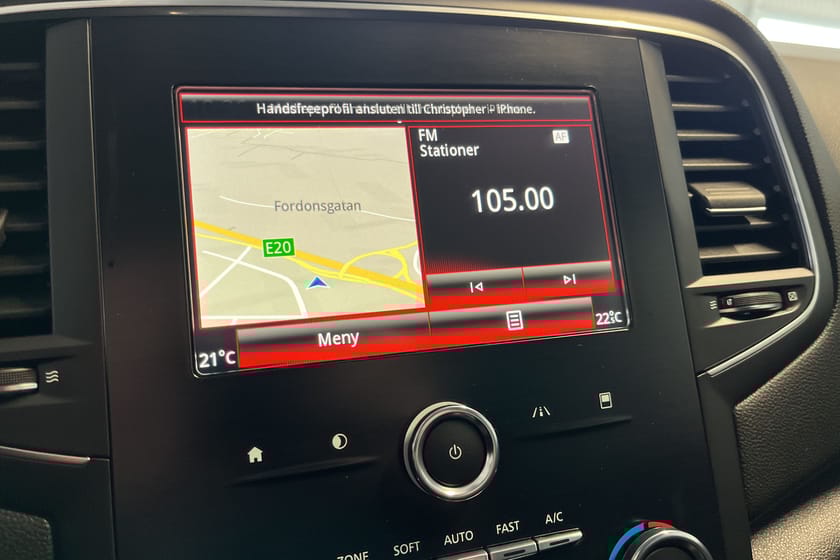 Handsfreeprofil ansluten till Christopher - iPhone.
FM
AF
Stationer
105.00
Fordonsgatan
E20
Meny
21°C
22°C
AUTO FAST A/C
ZONE SOFT